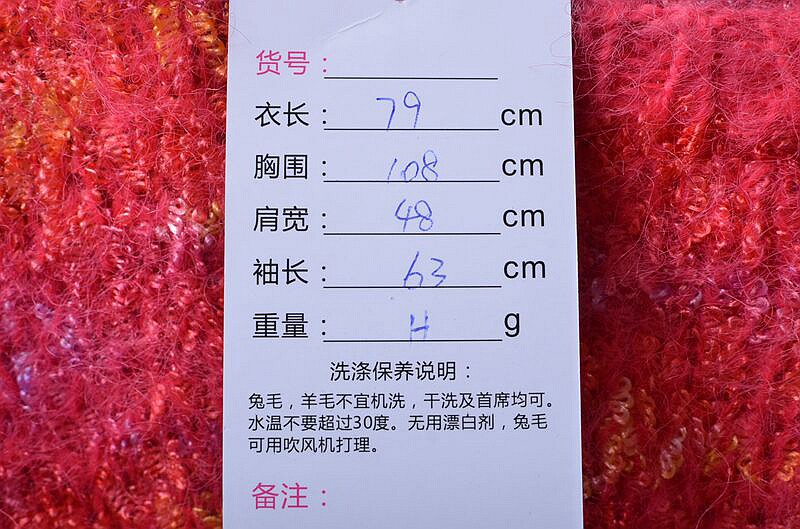 货号：
衣长：79 cm
胸围：108 cm
肩宽：48 cm
袖长：63 cm
重量：H g
洗涤保养说明：
兔毛，羊毛不宜机洗，干洗及首席均可。
水温不要超过30度。无用漂白剂，兔毛
可用吹风机打理。
备注：